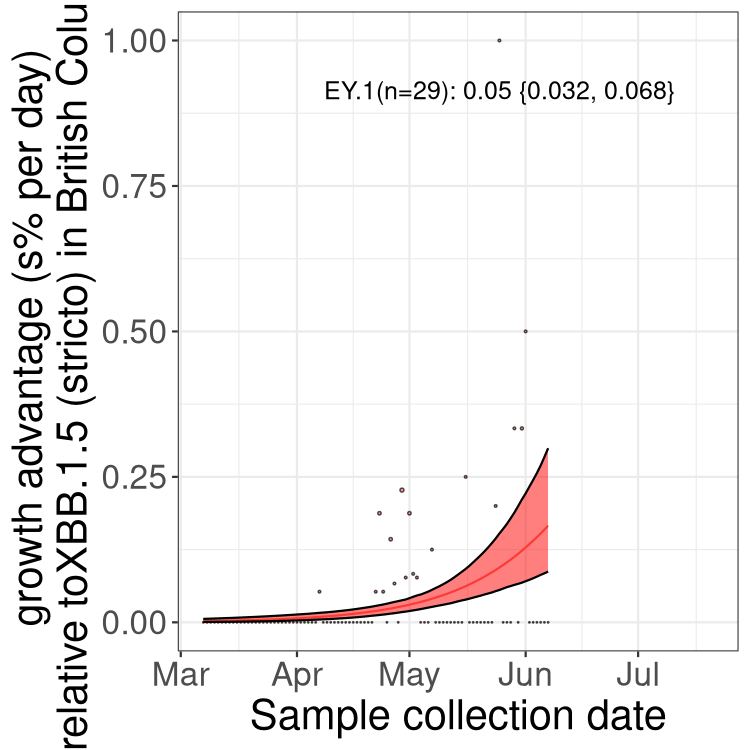 growth advantage (s% per day)
relative toXBB.1.5 (stricto) in British Colu
1.00
0.75
0.50
0.25
0.00
EY.1(n=29): 0.05 {0.032, 0.068}
Mar Apr May Jun Jul
Sample collection date